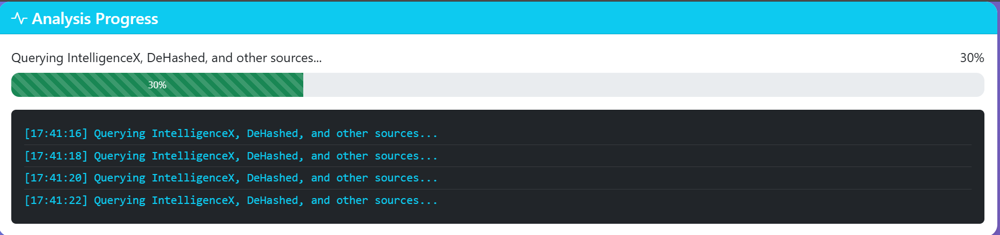 Analysis Progress
Querying IntelligenceX, DeHashed, and other sources... 30%
30%
[17:41:16] Querying IntelligenceX, DeHashed, and other sources...
[17:41:18] Querying IntelligenceX, DeHashed, and other sources...
[17:41:20] Querying IntelligenceX, DeHashed, and other sources...
[17:41:22] Querying IntelligenceX, DeHashed, and other sources...